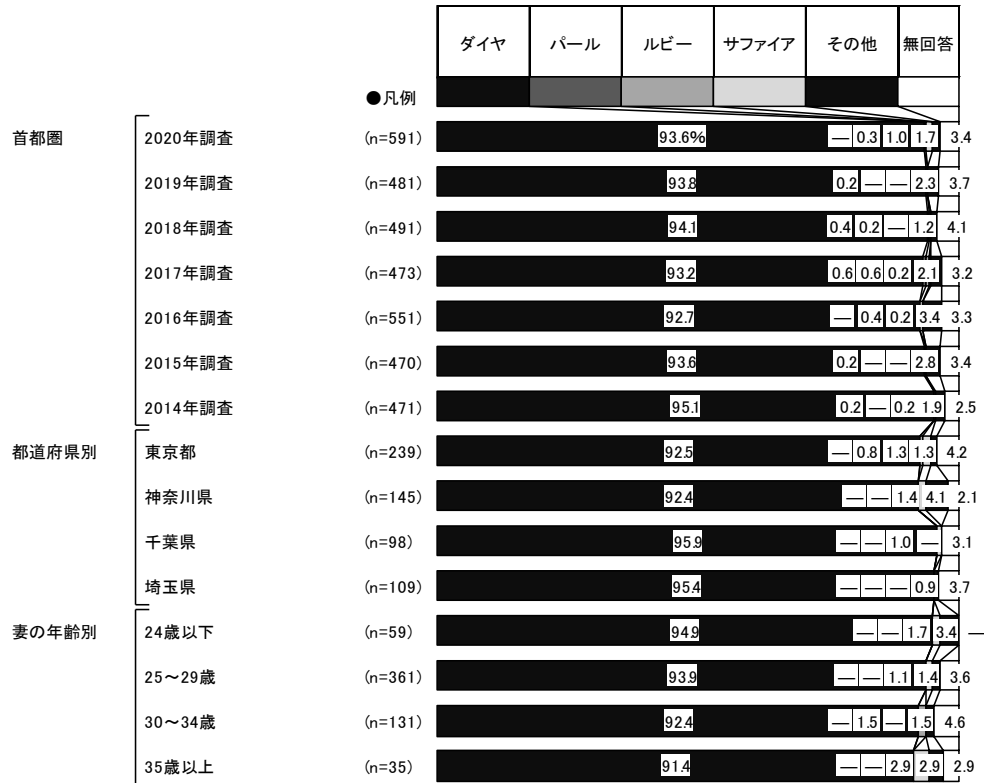 ダイヤ パール ルビー サファイア その他 無回答
●凡例
首都圏 2020年調査 (n=591) 93.6% — 0.3 1.0 1.7 3.4
2019年調査 (n=481) 93.8 0.2 — — 2.3 3.7
2018年調査 (n=491) 94.1 0.4 0.2 — 1.2 4.1
2017年調査 (n=473) 93.2 0.6 0.6 0.2 2.1 3.2
2016年調査 (n=551) 92.7 — 0.4 0.2 3.4 3.3
2015年調査 (n=470) 93.6 0.2 — — 2.8 3.4
2014年調査 (n=471) 95.1 0.2 — 0.2 1.9 2.5
都道府県別 東京都 (n=239) 92.5 — 0.8 1.3 1.3 4.2
神奈川県 (n=145) 92.4 — — 1.4 4.1 2.1
千葉県 (n=98) 95.9 — — 1.0 — 3.1
埼玉県 (n=109) 95.4 — — — 0.9 3.7
妻の年齢別 24歳以下 (n=59) 94.9 — — 1.7 3.4 —
25～29歳 (n=361) 93.9 — — 1.1 1.4 3.6
30～34歳 (n=131) 92.4 — 1.5 — 1.5 4.6
35歳以上 (n=35) 91.4 — — 2.9 2.9 2.9